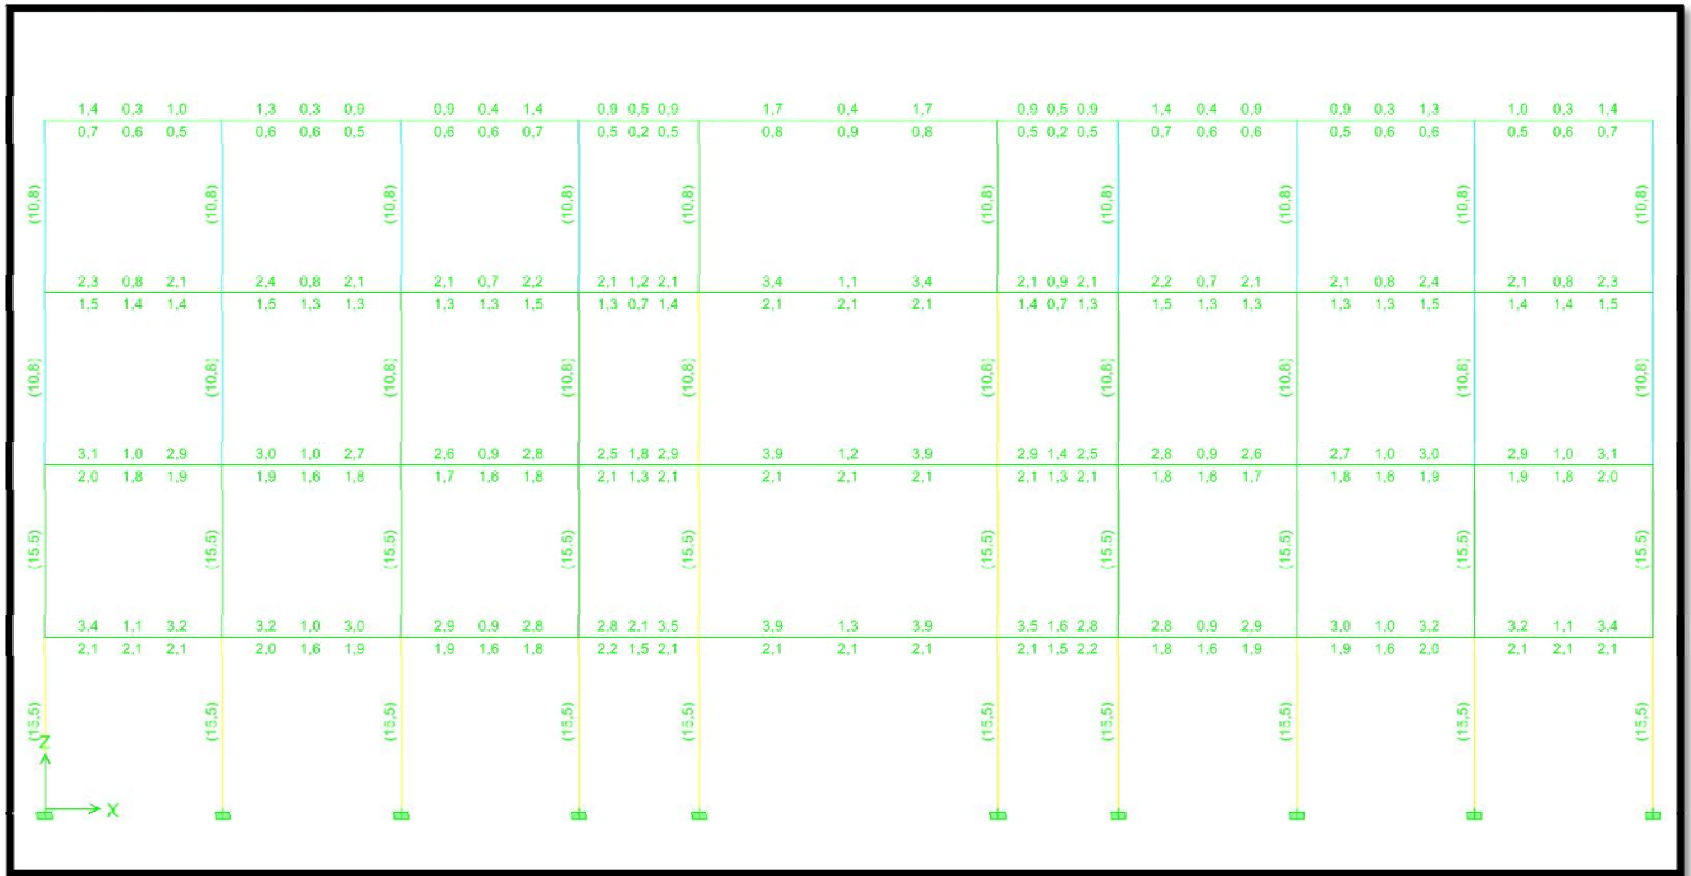 1,4 0,3 1,0 1,3 0,3 0,9 0,9 0,4 1,4 0,9 0,5 0,9 1,7 0,4 1,7 0,9 0,5 0,9 1,4 0,4 0,9 0,9 0,3 1,3 1,0 0,3 1,4
0,7 0,6 0,5 0,6 0,6 0,5 0,6 0,6 0,7 0,5 0,2 0,5 0,8 0,9 0,8 0,5 0,2 0,5 0,7 0,6 0,6 0,5 0,6 0,6 0,5 0,6 0,7
(10,8) (10,8) (10,8) (10,8) (10,8) (10,8) (10,8) (10,8) (10,8) (10,8)
2,3 0,8 2,1 2,4 0,8 2,1 2,1 0,7 2,2 2,1 1,2 2,1 3,4 1,1 3,4 2,1 0,9 2,1 2,2 0,7 2,1 2,1 0,8 2,4 2,1 0,8 2,3
1,5 1,4 1,4 1,5 1,3 1,3 1,3 1,3 1,5 1,3 0,7 1,4 2,1 2,1 2,1 1,4 0,7 1,3 1,5 1,3 1,3 1,3 1,3 1,5 1,4 1,4 1,5
(10,8) (10,8) (10,8) (10,8) (10,8) (10,8) (10,8) (10,8) (10,8) (10,8)
3,1 1,0 2,9 3,0 1,0 2,7 2,6 0,9 2,8 2,5 1,8 2,9 3,9 1,2 3,9 2,9 1,4 2,5 2,8 0,9 2,6 2,7 1,0 3,0 2,9 1,0 3,1
2,0 1,8 1,9 1,9 1,6 1,8 1,7 1,6 1,8 2,1 1,3 2,1 2,1 2,1 2,1 2,1 1,3 2,1 1,8 1,6 1,7 1,8 1,6 1,9 1,9 1,8 2,0
(15,5) (15,5) (15,5) (15,5) (15,5) (15,5) (15,5) (15,5) (15,5) (15,5)
3,4 1,1 3,2 3,2 1,0 3,0 2,9 0,9 2,8 2,8 2,1 3,5 3,9 1,3 3,9 3,5 1,6 2,8 2,8 0,9 2,9 3,0 1,0 3,2 3,2 1,1 3,4
2,1 2,1 2,1 2,0 1,6 1,9 1,9 1,6 1,8 2,2 1,5 2,1 2,1 2,1 2,1 2,1 1,5 2,2 1,8 1,6 1,9 1,9 1,6 2,0 2,1 2,1 2,1
(15,5) (15,5) (15,5) (15,5) (15,5) (15,5) (15,5) (15,5) (15,5) (15,5)
Z
X